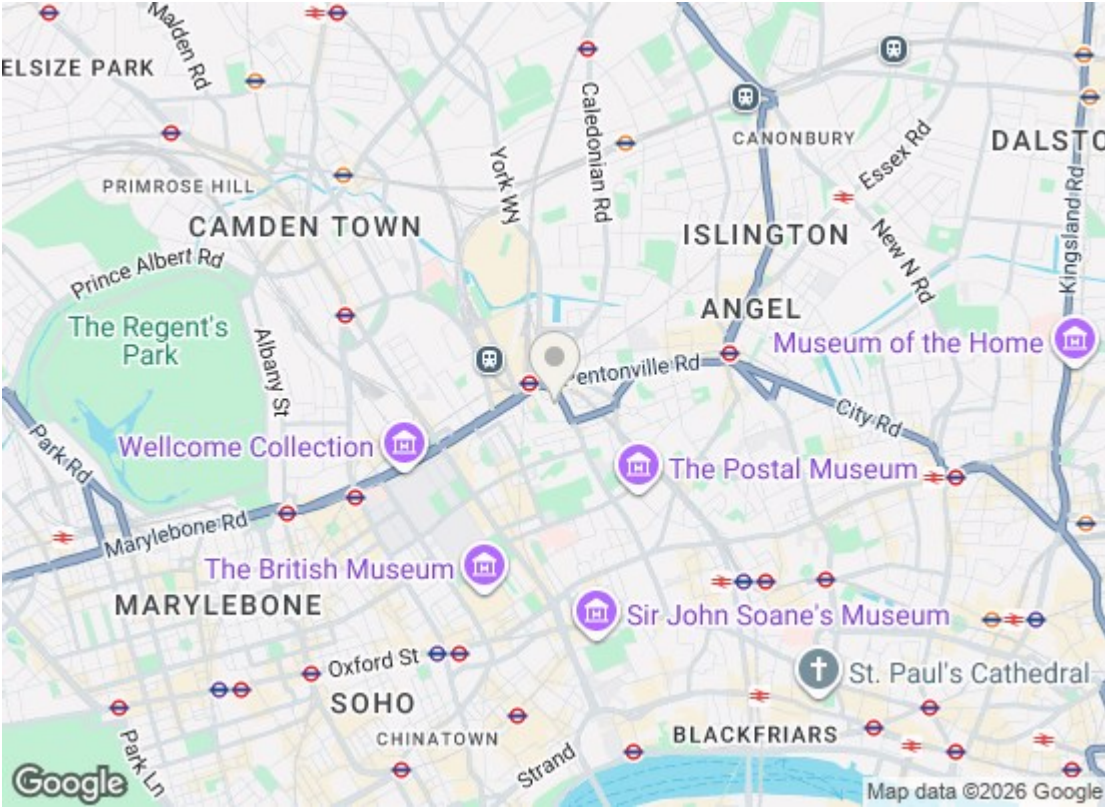 Malden Rd
ELSIZE PARK
Caledonian Rd
CANONBURY
Essex Rd
DALSTO
York Wy
PRIMROSE HILL
CAMDEN TOWN
ISLINGTON
New N Rd
Kingsland Rd
Prince Albert Rd
ANGEL
The Regent's
Park
Albany St
Museum of the Home
Pentonville Rd
City Rd
Park Rd
Wellcome Collection
The Postal Museum
Marylebone Rd
The British Museum
MARYLEBONE
Sir John Soane's Museum
Oxford St
St. Paul's Cathedral
SOHO
Park Ln
CHINATOWN
Strand
BLACKFRIARS
Google
Map data ©2026 Google